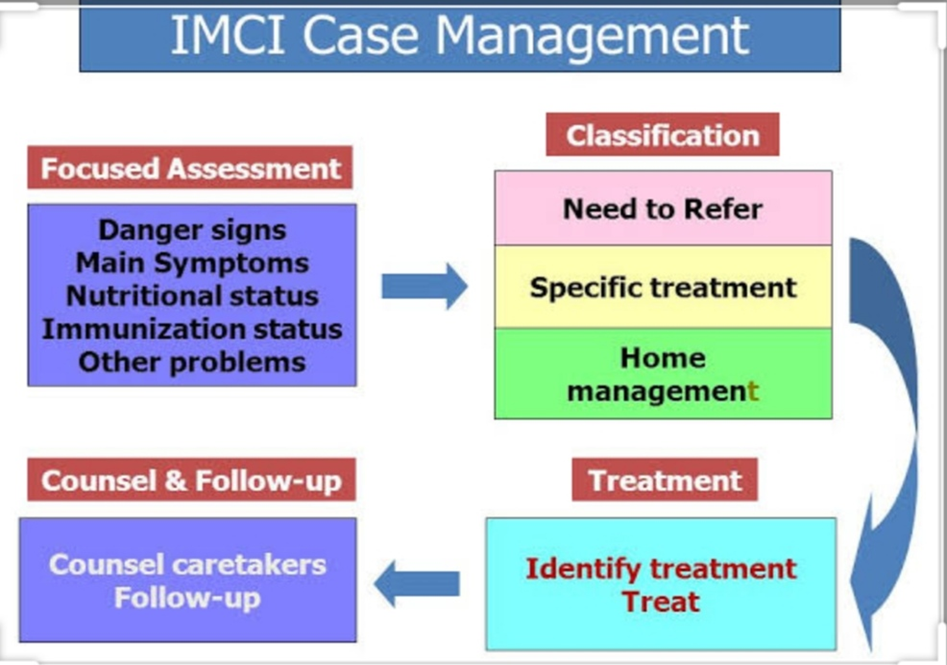 IMCI Case Management
Focused Assessment
Danger signs
Main Symptoms
Nutritional status
Immunization status
Other problems
Classification
Need to Refer
Specific treatment
Home
management
Treatment
Identify treatment
Treat
Counsel & Follow-up
Counsel caretakers
Follow-up